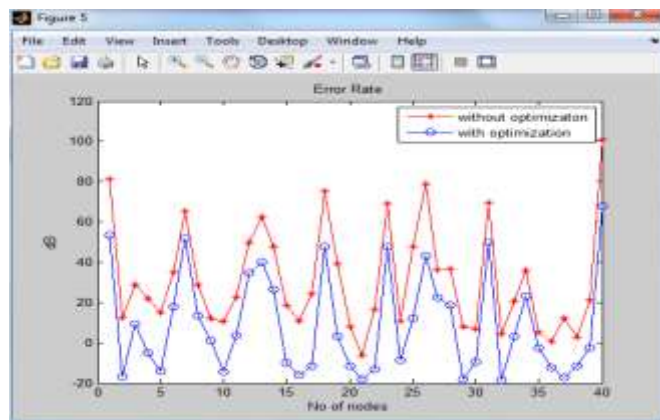 Figure 5
File Edit View Insert Tools Desktop Window Help
Error Rate
without optimizaton
with optimization
120
100
80
60
40
20
0
-20
0 5 10 15 20 25 30 35 40
No of nodes